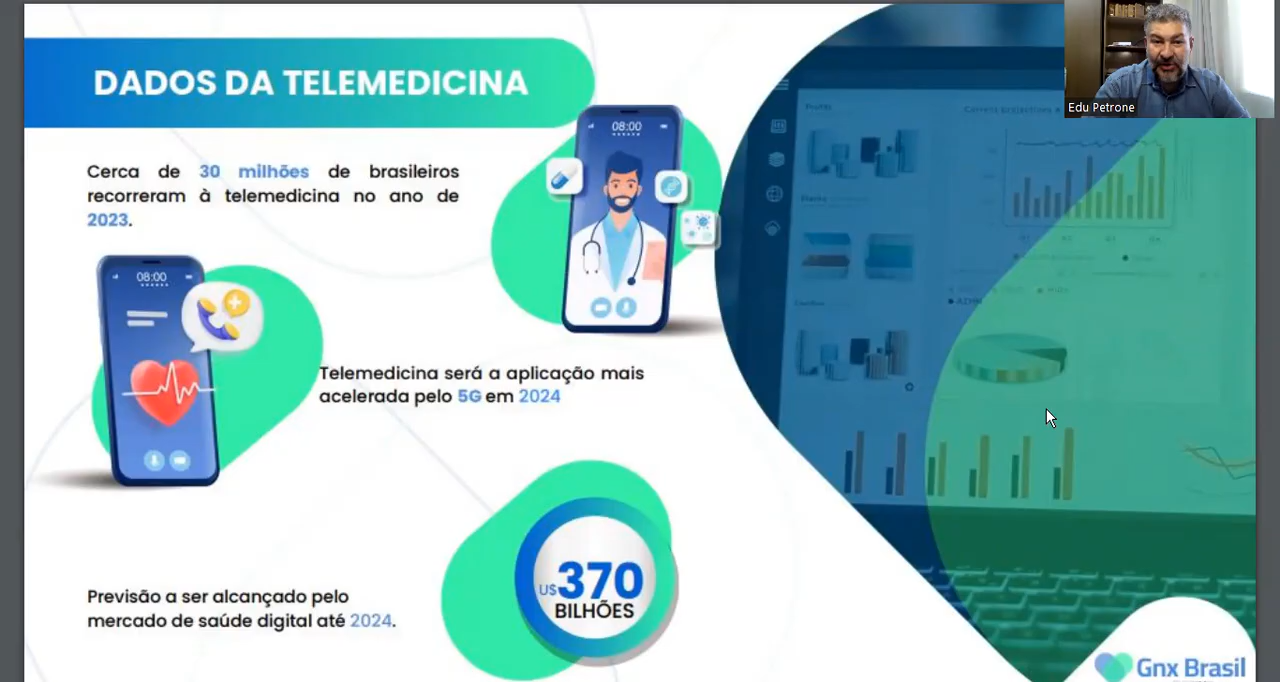 DADOS DA TELEMEDICINA
Edu Petrone
Cerca de 30 milhões de brasileiros
recorreram à telemedicina no ano de
2023.
08:00
08:00
Telemedicina será a aplicação mais
acelerada pelo 5G em 2024
U$370
BILHÕES
Previsão a ser alcançado pelo
mercado de saúde digital até 2024.
Gnx Brasil